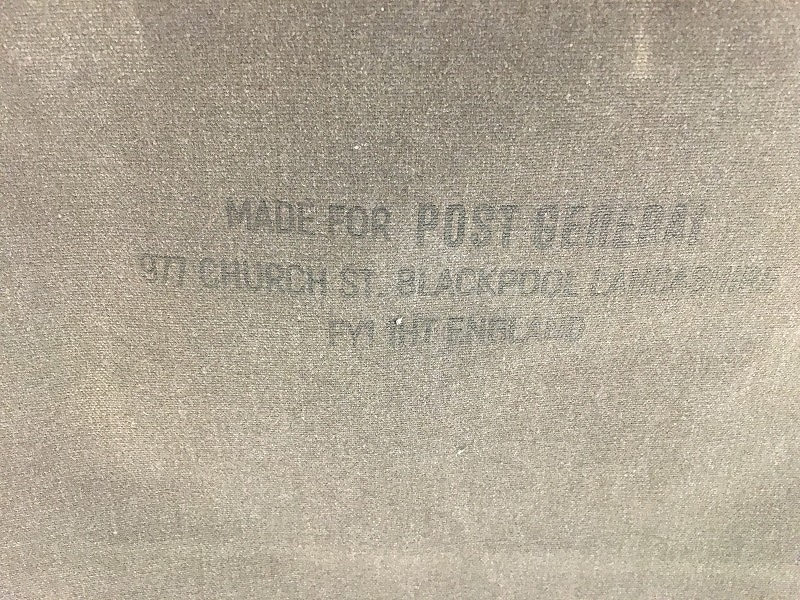 MADE FOR POST GENERAL
977 CHURCH ST. BLACKPOOL LANCASHIRE
FY1 1HT ENGLAND